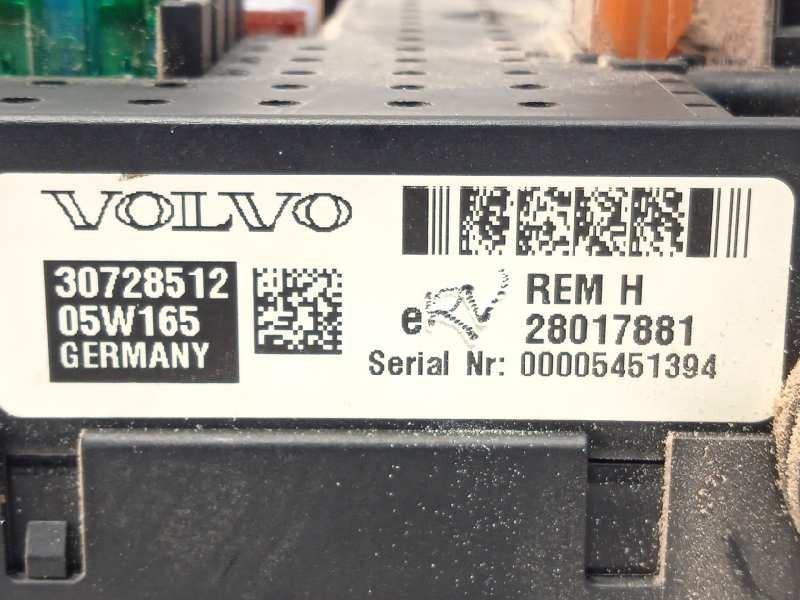 VOLVO
30728512
05W165
GERMANY
REM H
28017881
Serial Nr: 00005451394